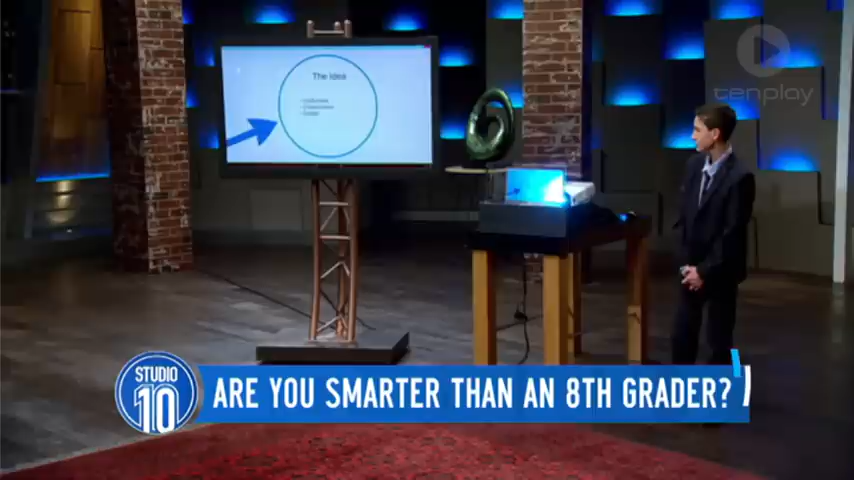 tenplay
The Idea
STUDIO
10
ARE YOU SMARTER THAN AN 8TH GRADER?